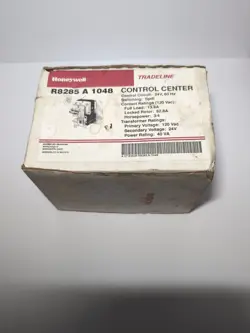 Honeywell
TRADELINE
R8285 A 1048
CONTROL CENTER
Control Circuit: 24V, 60 Hz
Switching: Spdt
Contact Ratings (120 Vac):
Full Load: 13.8A
Locked Rotor: 82.8A
Horsepower: 3/4
Transformer Ratings:
Primary Voltage: 120 Vac
Secondary Voltage: 24V
Power Rating: 40 VA.